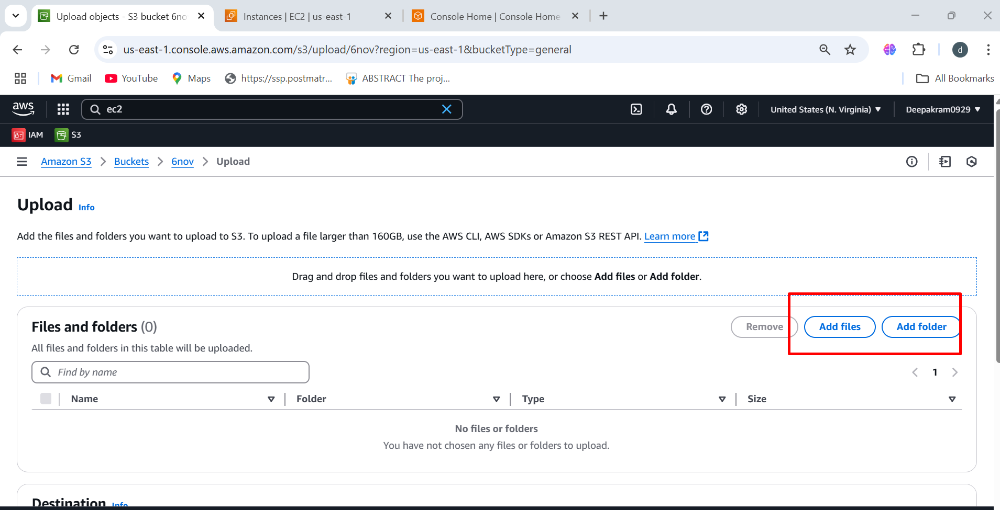 Upload objects - S3 bucket 6no
Instances | EC2 | us-east-1
Console Home | Console Home
us-east-1.console.aws.amazon.com/s3/upload/6nov?region=us-east-1&bucketType=general
d
Gmail
YouTube
Maps
https://ssp.postmatr...
ABSTRACT The proj...
All Bookmarks
aws
ec2
United States (N. Virginia)
Deepakram0929
IAM
S3
Amazon S3 > Buckets > 6nov > Upload
Upload Info
Add the files and folders you want to upload to S3. To upload a file larger than 160GB, use the AWS CLI, AWS SDKs or Amazon S3 REST API. Learn more
Drag and drop files and folders you want to upload here, or choose Add files or Add folder.
Files and folders (0)
Remove
Add files
Add folder
All files and folders in this table will be uploaded.
Find by name
1
Name
Folder
Type
Size
No files or folders
You have not chosen any files or folders to upload.
Destination Info